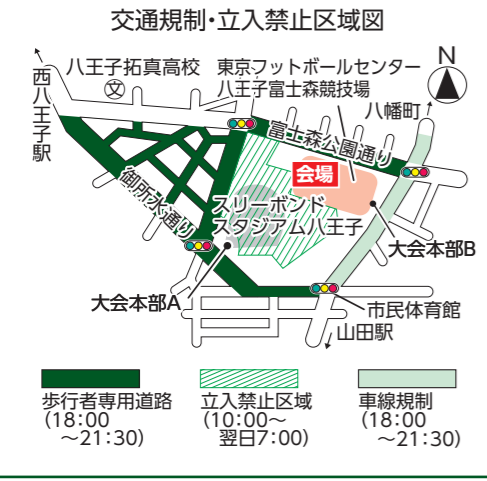 交通規制・立入禁止区域図
西八王子駅
八王子拓真高校
文
東京フットボールセンター
八王子富士森競技場
N
八幡町
富士森公園通り
会場
御所水通り
スリーボンド
スタジアム八王子
大会本部B
大会本部A
市民体育館
山田駅
歩行者専用道路
(18:00
～21:30)
立入禁止区域
(10:00～
翌日7:00)
車線規制
(18:00
～21:30)